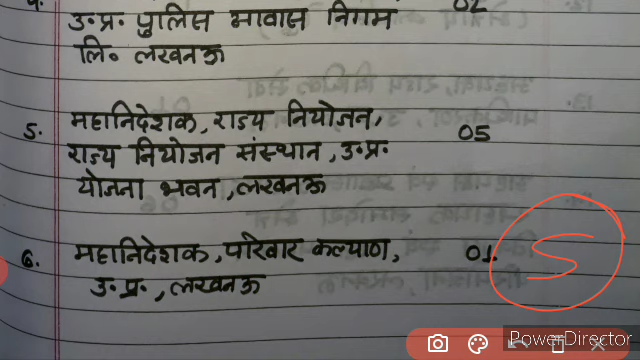 उ.प्र. पुलिस आवास निगम
लि॰ लखनऊ
02
5. महानिदेशक, राज्य नियोजन,
राज्य नियोजन संस्थान, उ.प्र. 05
योजना भवन, लखनऊ
6. महानिदेशक, परिवार कल्याण, 01
उ.प्र., लखनऊ
S
PowerDirector